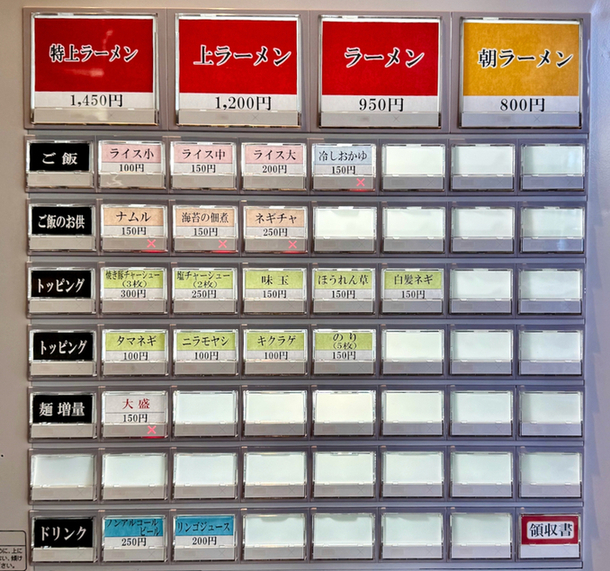 特上ラーメン
1,450円
上ラーメン
1,200円
ラーメン
950円
朝ラーメン
800円
ご飯
ライス小
100円
ライス中
150円
ライス大
200円
冷しおかゆ
150円
ご飯のお供
ナムル
150円
海苔の佃煮
150円
ネギチャ
250円
トッピング
焼き豚チャーシュー
(3枚)
300円
塩チャーシュー
(2枚)
250円
味玉
150円
ほうれん草
150円
白髪ネギ
150円
トッピング
タマネギ
100円
ニラモヤシ
100円
キクラゲ
100円
のり
(5枚)
150円
麺増量
大盛
150円
ドリンク
ノンアルコール
ビール
250円
リンゴジュース
200円
領収書